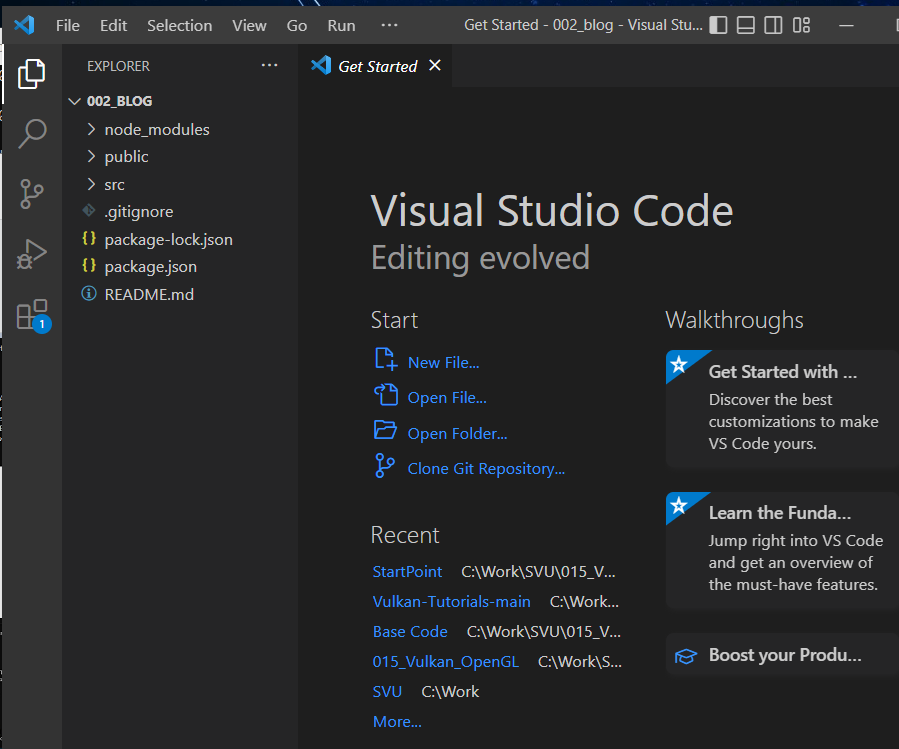 File Edit Selection View Go Run ··· Get Started - 002_blog - Visual Stu...
EXPLORER ···
002_BLOG
node_modules
public
src
.gitignore
{} package-lock.json
{} package.json
README.md
1
Get Started
Visual Studio Code
Editing evolved
Start
New File...
Open File...
Open Folder...
Clone Git Repository...
Recent
StartPoint C:\Work\SVU\015_V...
Vulkan-Tutorials-main C:\Work...
Base Code C:\Work\SVU\015_V...
015_Vulkan_OpenGL C:\Work\S...
SVU C:\Work
More...
Walkthroughs
Get Started with ...
Discover the best
customizations to make
VS Code yours.
Learn the Funda...
Jump right into VS Code
and get an overview of
the must-have features.
Boost your Produ...